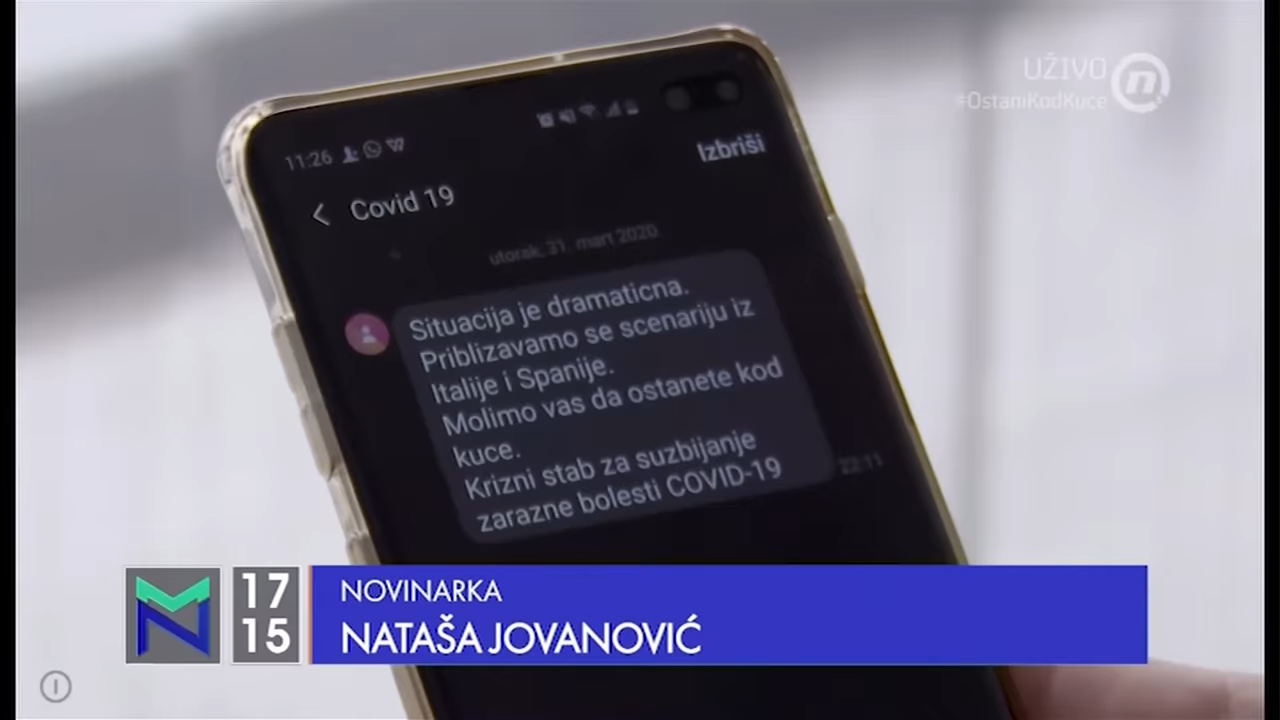 UŽIVO
#OstaniKodKuce
11:26
Izbriši
Covid 19
utorak, 31. mart 2020.
Situacija je dramaticna.
Priblizavamo se scenariju iz
Italije i Spanije.
Molimo vas da ostanete kod
kuce.
Krizni stab za suzbijanje
zarazne bolesti COVID-19
22:11
17
15
NOVINARKA
NATAŠA JOVANOVIĆ